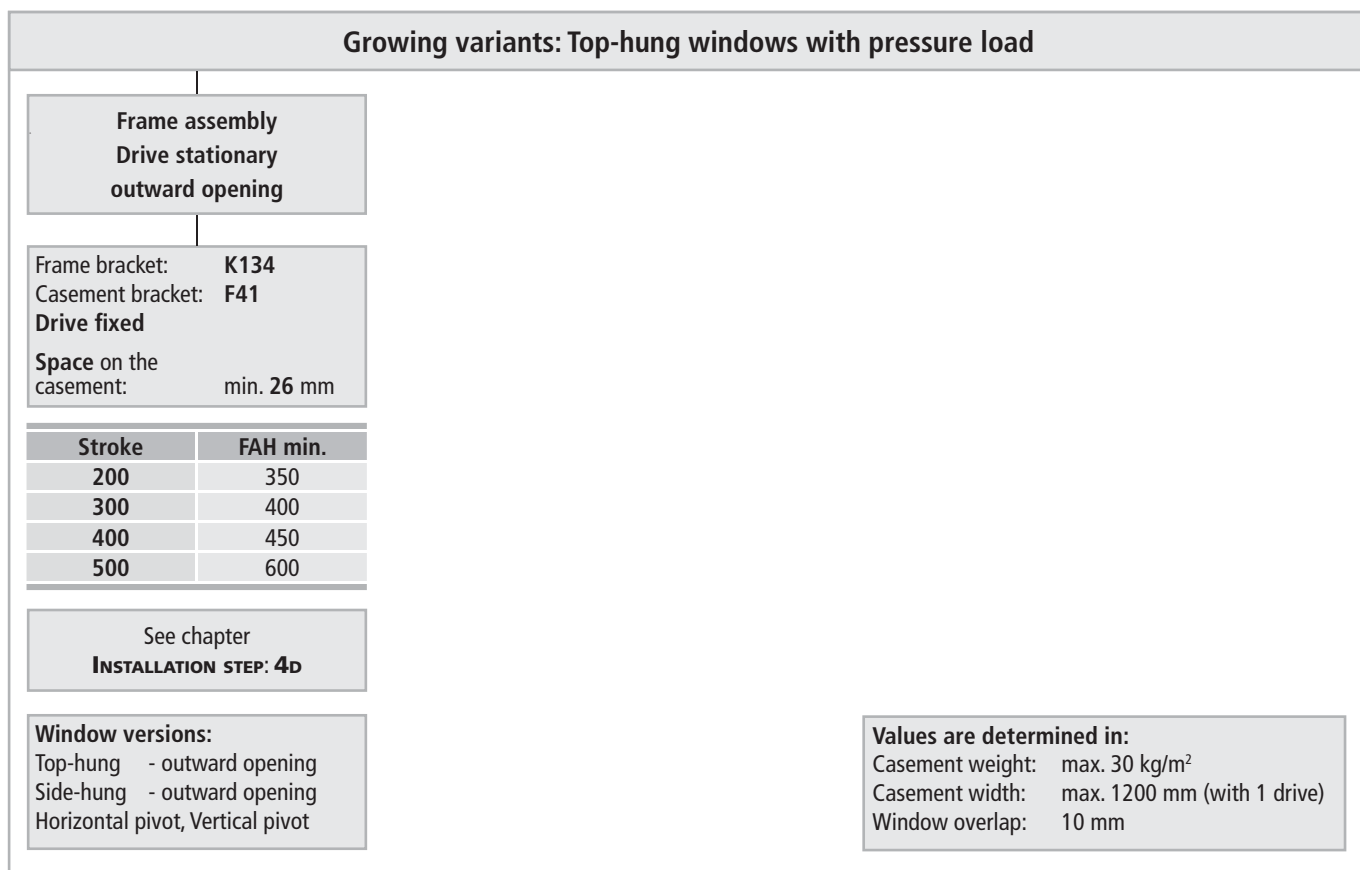 Growing variants: Top-hung windows with pressure load
Frame assembly
Drive stationary
outward opening
Frame bracket: K134
Casement bracket: F41
Drive fixed
Space on the
casement: min. 26 mm
Stroke FAH min.
200 350
300 400
400 450
500 600
See chapter
INSTALLATION STEP: 4D
Window versions:
Top-hung - outward opening
Side-hung - outward opening
Horizontal pivot, Vertical pivot
Values are determined in:
Casement weight: max. 30 kg/m²
Casement width: max. 1200 mm (with 1 drive)
Window overlap: 10 mm